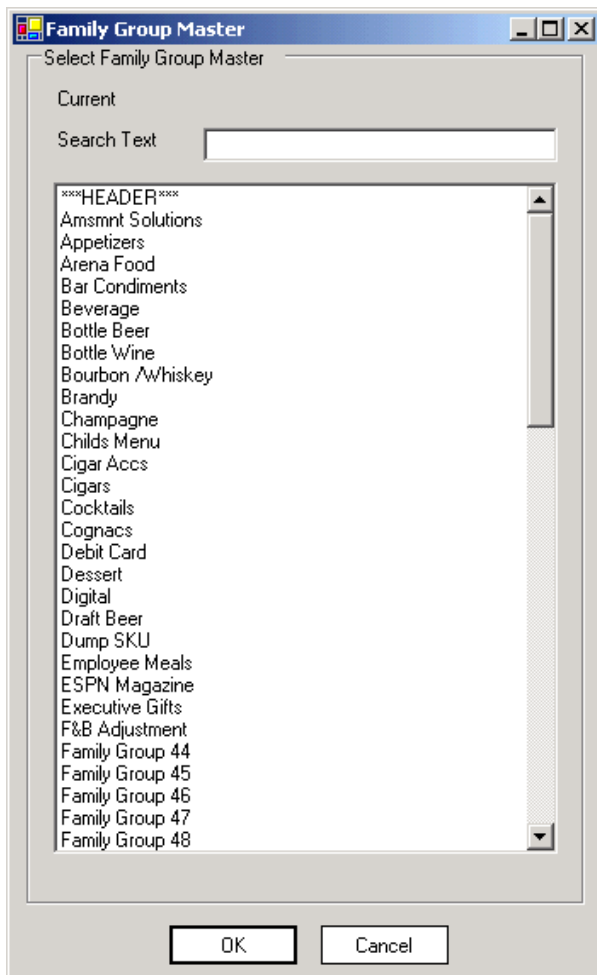 Family Group Master
Select Family Group Master
Current
Search Text
***HEADER***
Amsmnt Solutions
Appetizers
Arena Food
Bar Condiments
Beverage
Bottle Beer
Bottle Wine
Bourbon /Whiskey
Brandy
Champagne
Childs Menu
Cigar Accs
Cigars
Cocktails
Cognacs
Debit Card
Dessert
Digital
Draft Beer
Dump SKU
Employee Meals
ESPN Magazine
Executive Gifts
F&B Adjustment
Family Group 44
Family Group 45
Family Group 46
Family Group 47
Family Group 48
OK Cancel